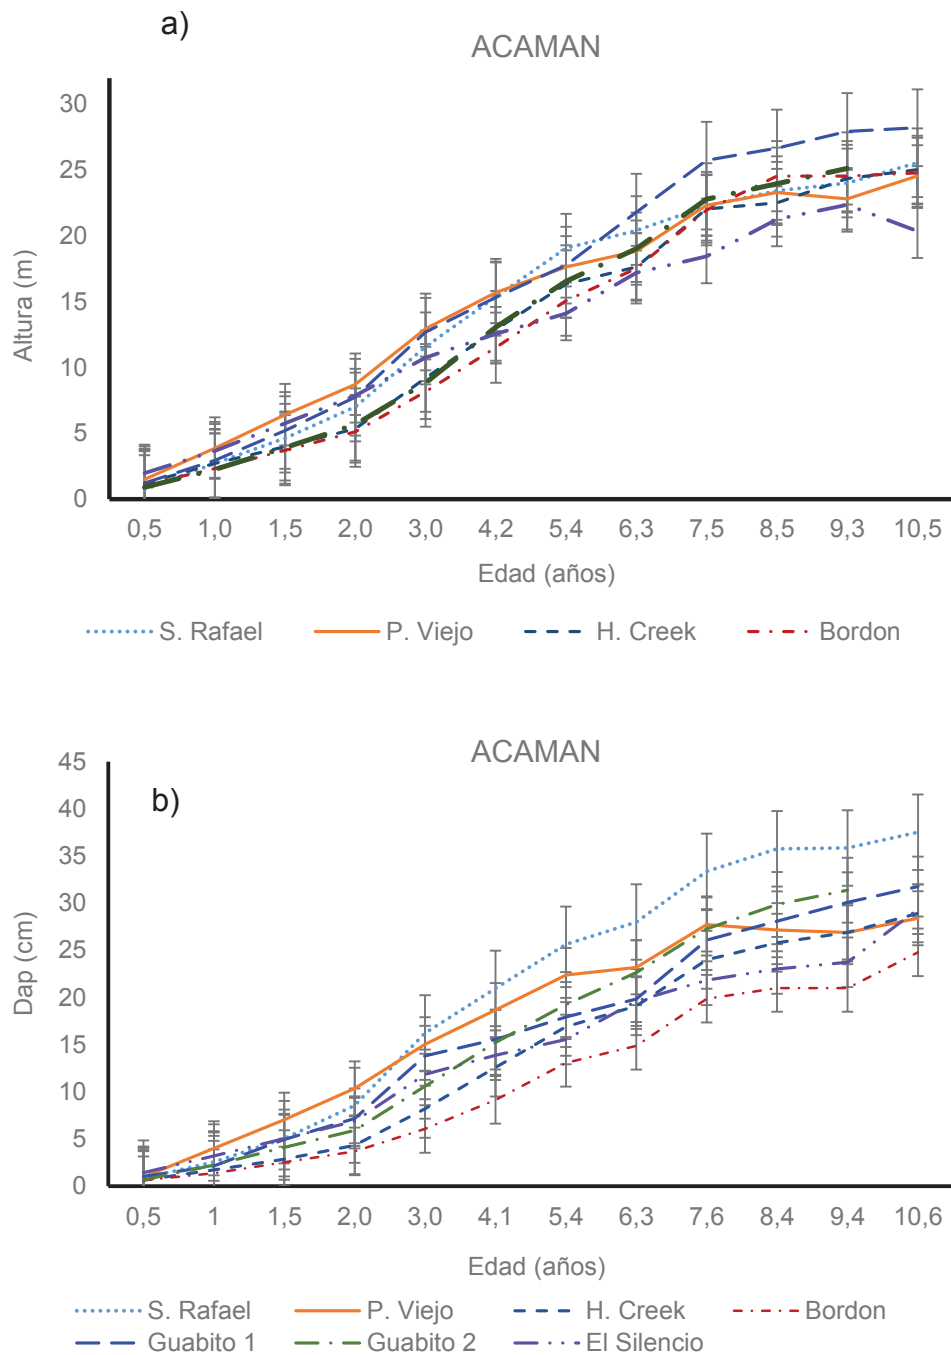 a)
ACAMAN
Altura (m)
30
25
20
15
10
5
0
0,5 1,0 1,5 2,0 3,0 4,2 5,4 6,3 7,5 8,5 9,3 10,5
Edad (años)
S. Rafael P. Viejo H. Creek Bordon
ACAMAN
b)
Dap (cm)
45
40
35
30
25
20
15
10
5
0
0,5 1 1,5 2,0 3,0 4,1 5,4 6,3 7,6 8,4 9,4 10,6
Edad (años)
S. Rafael P. Viejo H. Creek Bordon
Guabito 1 Guabito 2 El Silencio